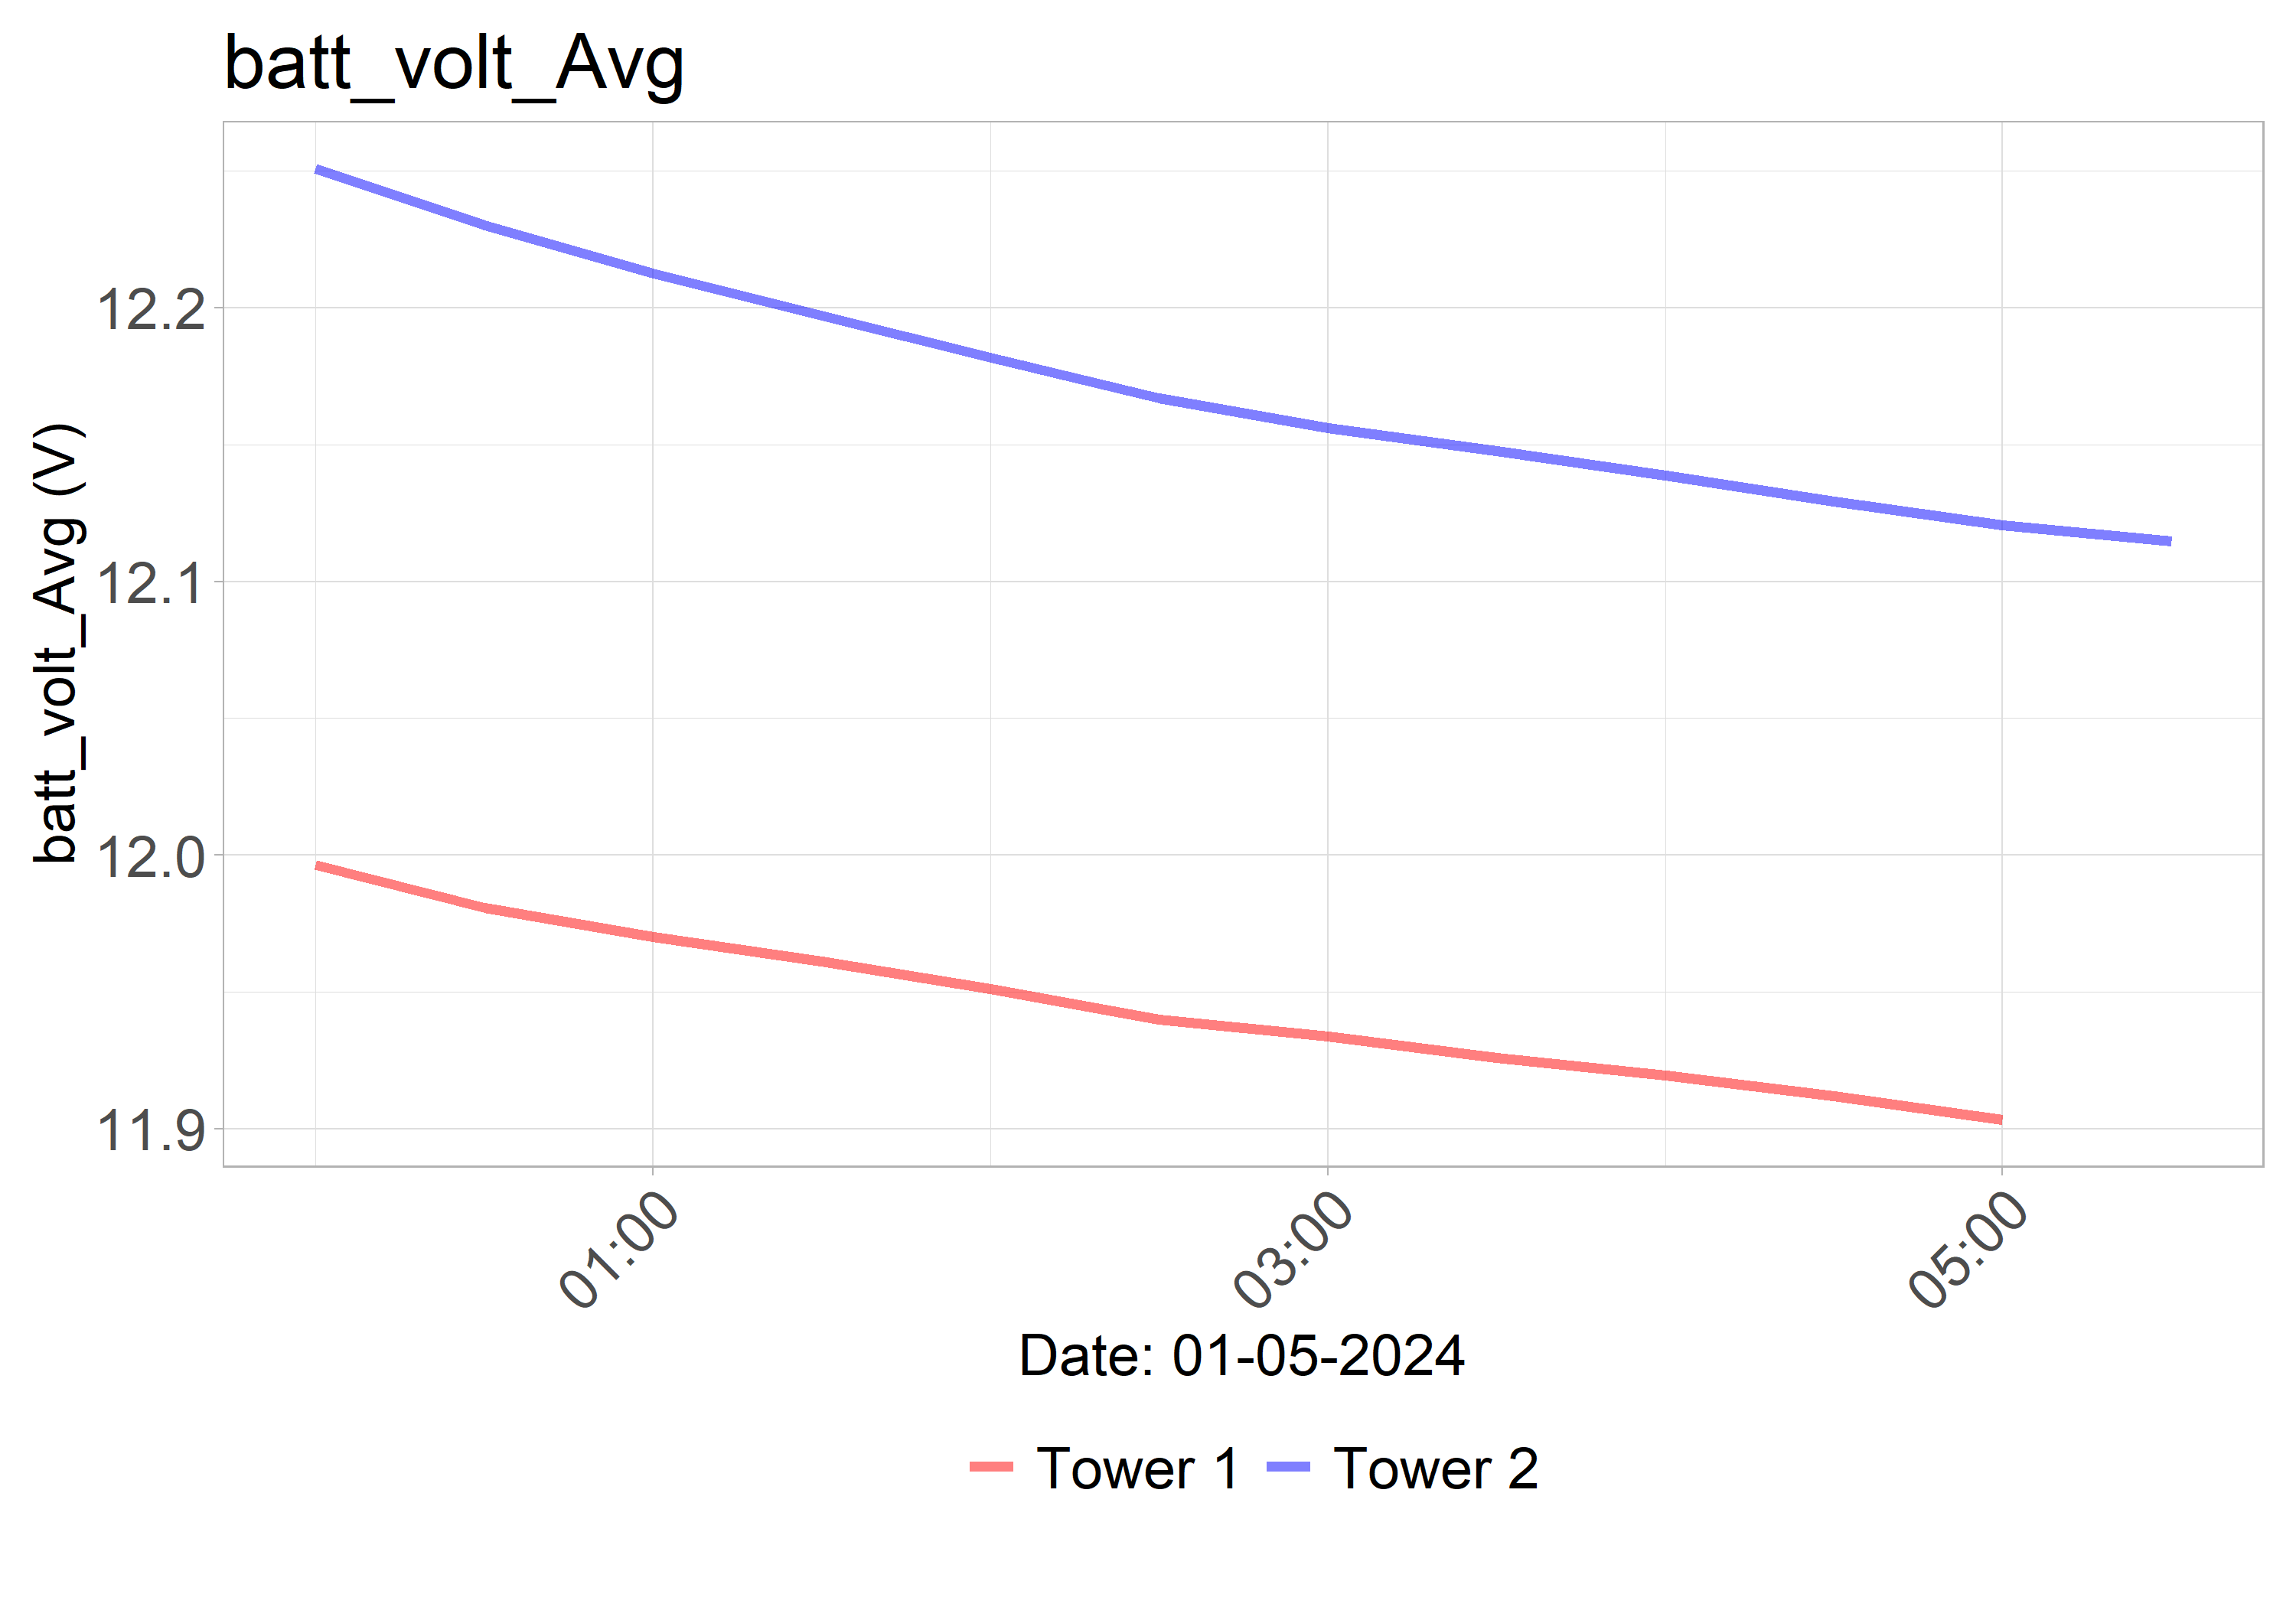 batt_volt_Avg
batt_volt_Avg (V)
12.2
12.1
12.0
11.9
01:00
03:00
05:00
Date: 01-05-2024
Tower 1
Tower 2